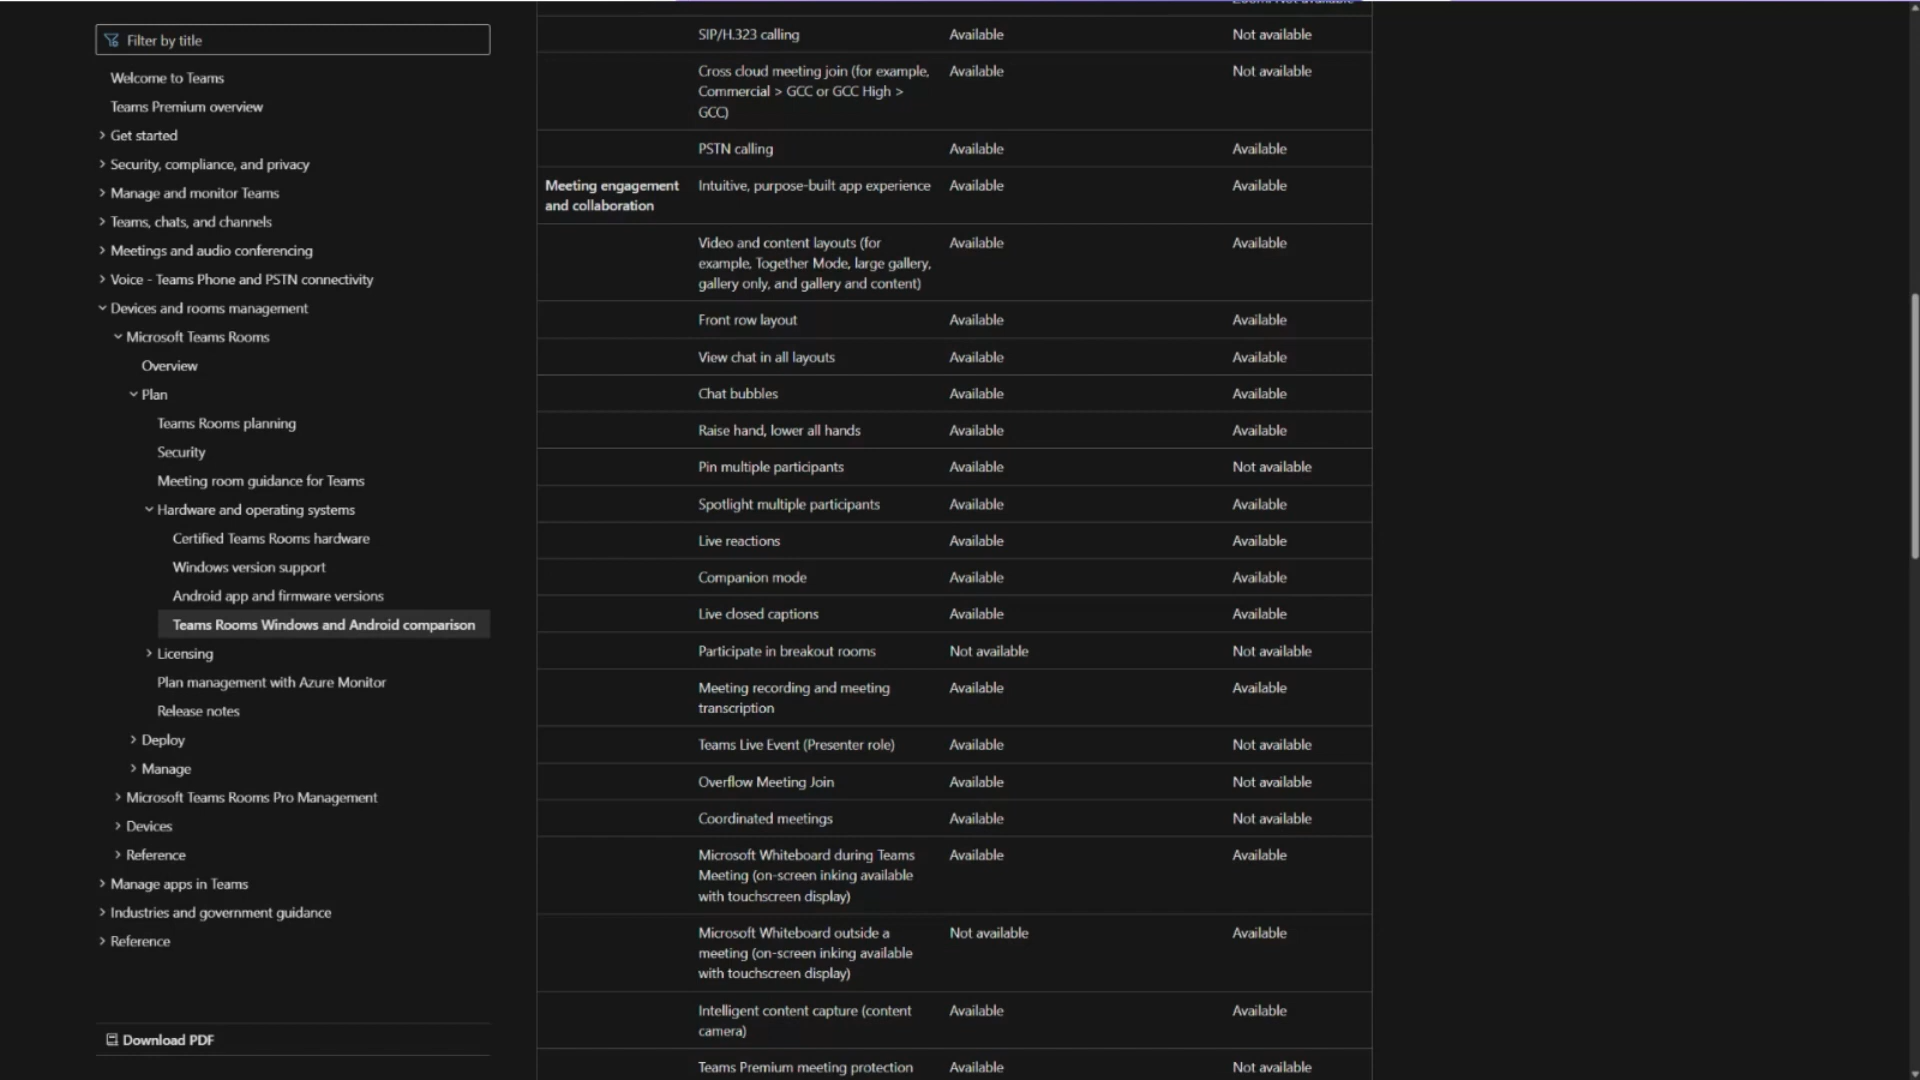 Filter by title
Welcome to Teams
Teams Premium overview
Get started
Security, compliance, and privacy
Manage and monitor Teams
Teams, chats, and channels
Meetings and audio conferencing
Voice - Teams Phone and PSTN connectivity
Devices and rooms management
Microsoft Teams Rooms
Overview
Plan
Teams Rooms planning
Security
Meeting room guidance for Teams
Hardware and operating systems
Certified Teams Rooms hardware
Windows version support
Android app and firmware versions
Teams Rooms Windows and Android comparison
Licensing
Plan management with Azure Monitor
Release notes
Deploy
Manage
Microsoft Teams Rooms Pro Management
Devices
Reference
Manage apps in Teams
Industries and government guidance
Reference
Download PDF
SIP/H.323 calling Available Not available
Cross cloud meeting join (for example, Available Not available
Commercial > GCC or GCC High >
GCC)
PSTN calling Available Available
Meeting engagement Intuitive, purpose-built app experience Available Available
and collaboration
Video and content layouts (for Available Available
example, Together Mode, large gallery,
gallery only, and gallery and content)
Front row layout Available Available
View chat in all layouts Available Available
Chat bubbles Available Available
Raise hand, lower all hands Available Available
Pin multiple participants Available Not available
Spotlight multiple participants Available Available
Live reactions Available Available
Companion mode Available Available
Live closed captions Available Available
Participate in breakout rooms Not available Not available
Meeting recording and meeting Available Available
transcription
Teams Live Event (Presenter role) Available Not available
Overflow Meeting Join Available Not available
Coordinated meetings Available Not available
Microsoft Whiteboard during Teams Available Available
Meeting (on-screen inking available
with touchscreen display)
Microsoft Whiteboard outside a Not available Available
meeting (on-screen inking available
with touchscreen display)
Intelligent content capture (content Available Available
camera)
Teams Premium meeting protection Available Not available